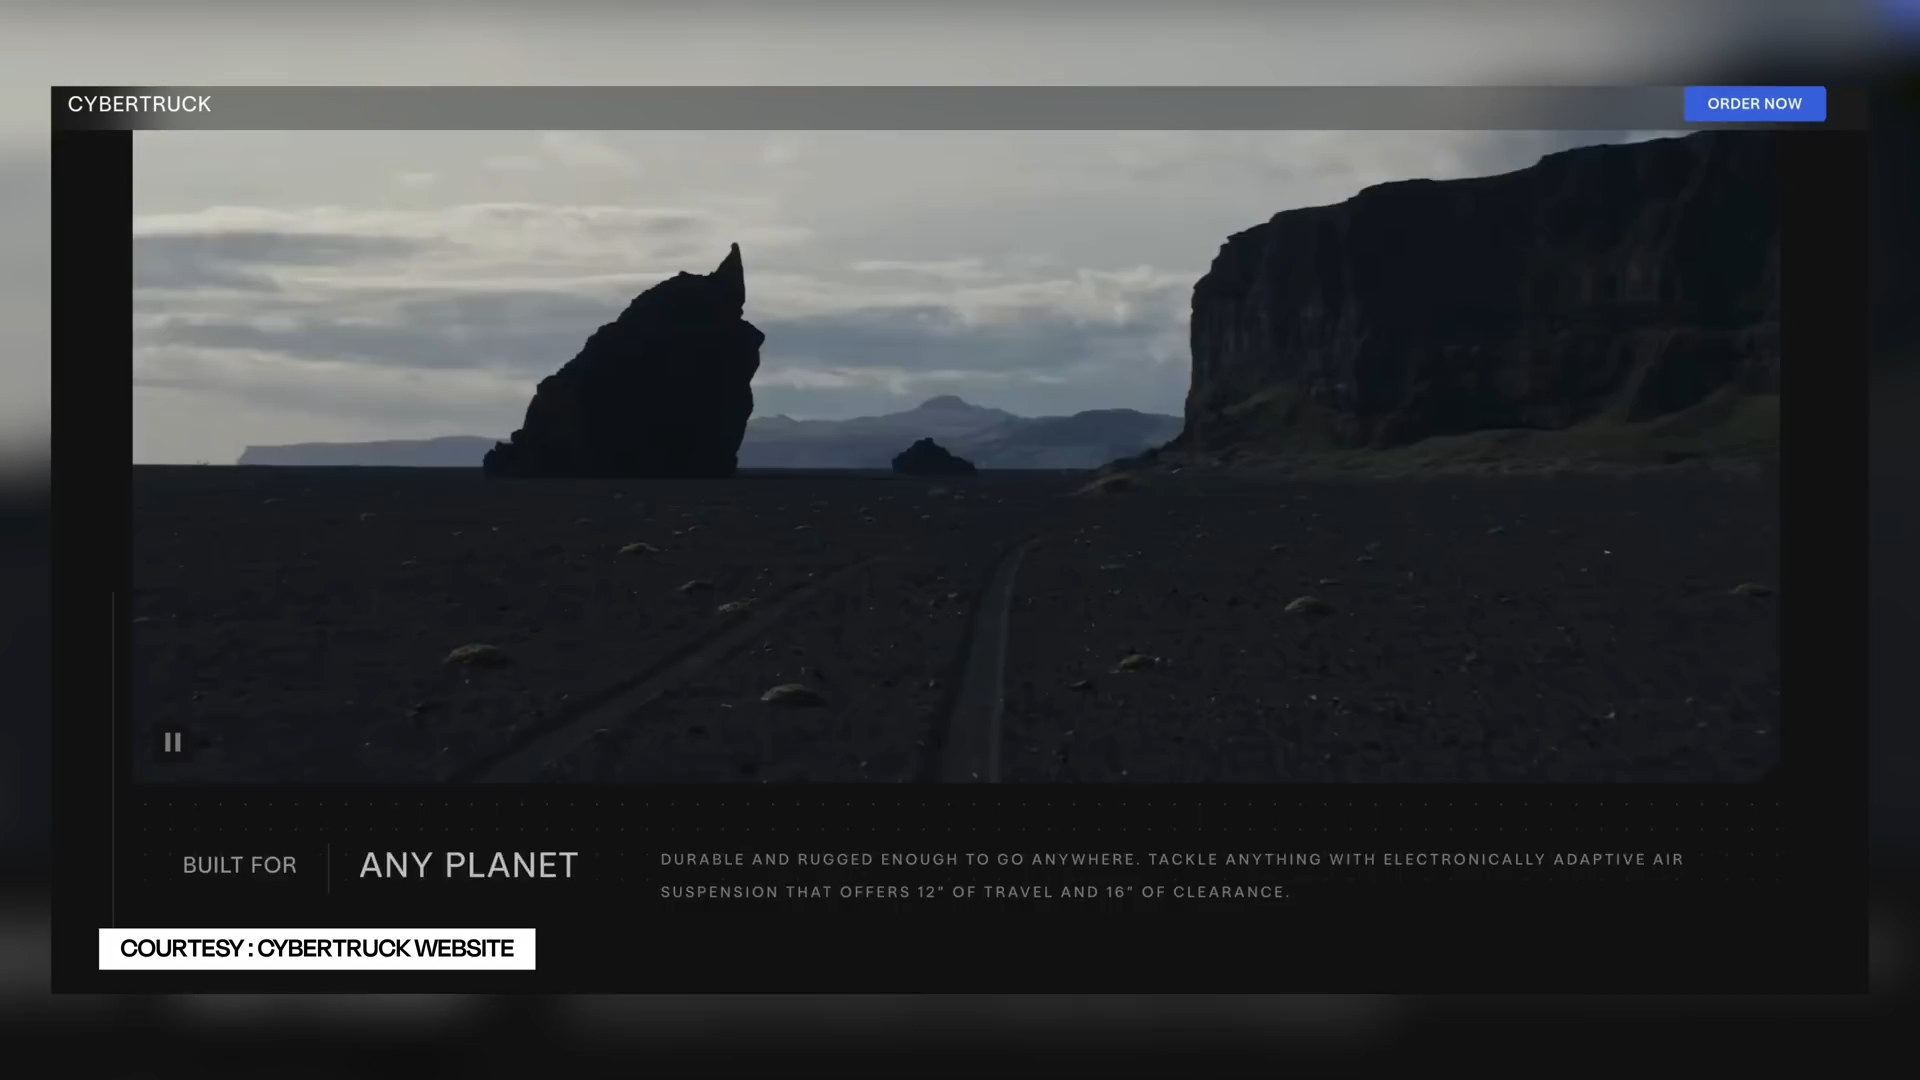 CYBERTRUCK
ORDER NOW
BUILT FOR
ANY PLANET
DURABLE AND RUGGED ENOUGH TO GO ANYWHERE. TACKLE ANYTHING WITH ELECTRONICALLY ADAPTIVE AIR
SUSPENSION THAT OFFERS 12" OF TRAVEL AND 16" OF CLEARANCE.
COURTESY : CYBERTRUCK WEBSITE